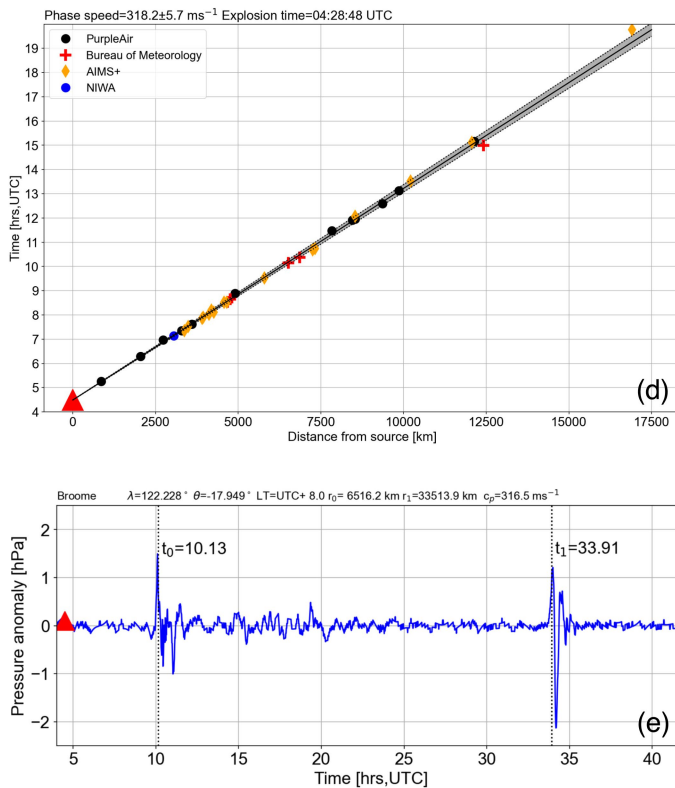 Phase speed=318.2±5.7 ms⁻¹ Explosion time=04:28:48 UTC
PurpleAir
Bureau of Meteorology
AIMS+
NIWA
19
18
17
16
15
14
13
12
11
10
9
8
7
6
5
4
Time [hrs,UTC]
(d)
0 2500 5000 7500 10000 12500 15000 17500
Distance from source [km]
Broome λ=122.228° θ=-17.949° LT=UTC+ 8.0 r₀= 6516.2 km r₁=33513.9 km cₚ=316.5 ms⁻¹
t₀=10.13
t₁=33.91
2
1
0
−1
−2
Pressure anomaly [hPa]
(e)
5 10 15 20 25 30 35 40
Time [hrs,UTC]